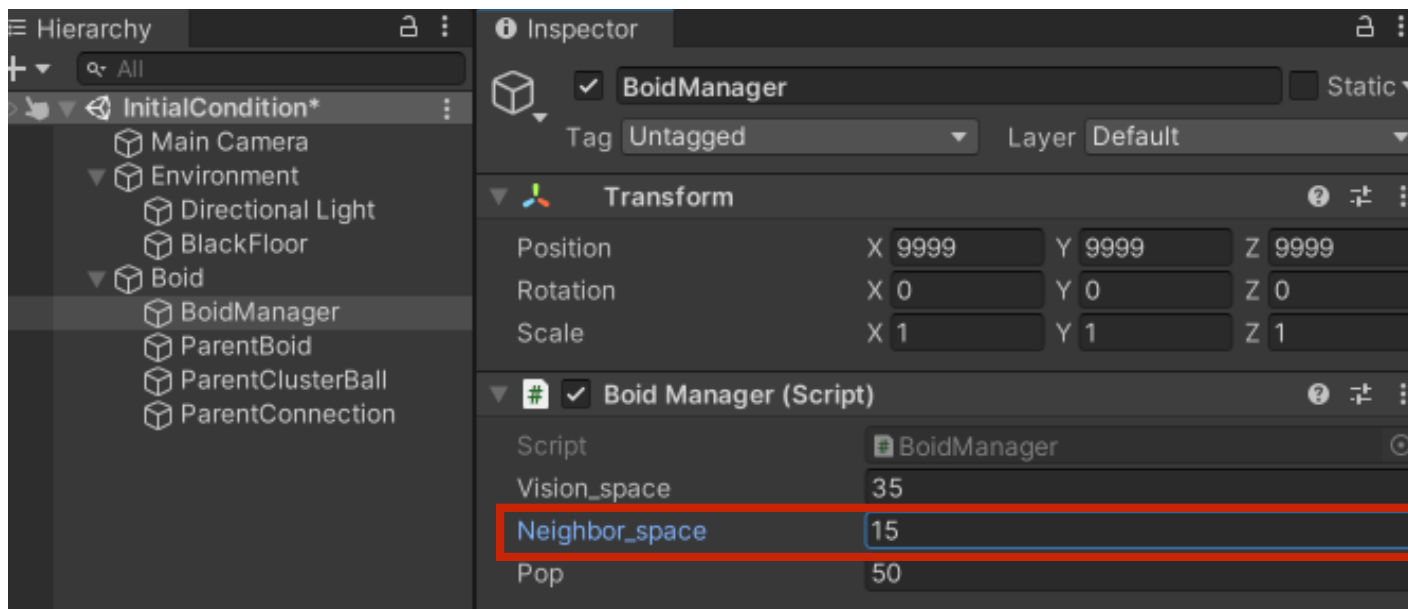 Hierarchy
All
InitialCondition*
Main Camera
Environment
Directional Light
BlackFloor
Boid
BoidManager
ParentBoid
ParentClusterBall
ParentConnection
Inspector
BoidManager Static
Tag Untagged Layer Default
Transform
Position X 9999 Y 9999 Z 9999
Rotation X 0 Y 0 Z 0
Scale X 1 Y 1 Z 1
# Boid Manager (Script)
Script # BoidManager
Vision_space 35
Neighbor_space 15
Pop 50